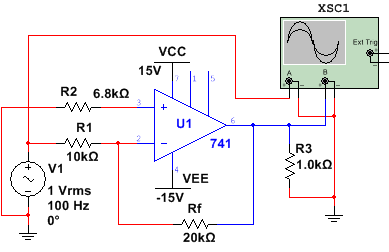 XSC1
Ext Trig
+
-
A
B
+ - + -
VCC
15V
7 1 5
R2
6.8kΩ
3
+
U1
6
R1
10kΩ
2
-
741
4
VEE
-15V
R3
1.0kΩ
V1
1 Vrms
100 Hz
0°
+
-
Rf
20kΩ